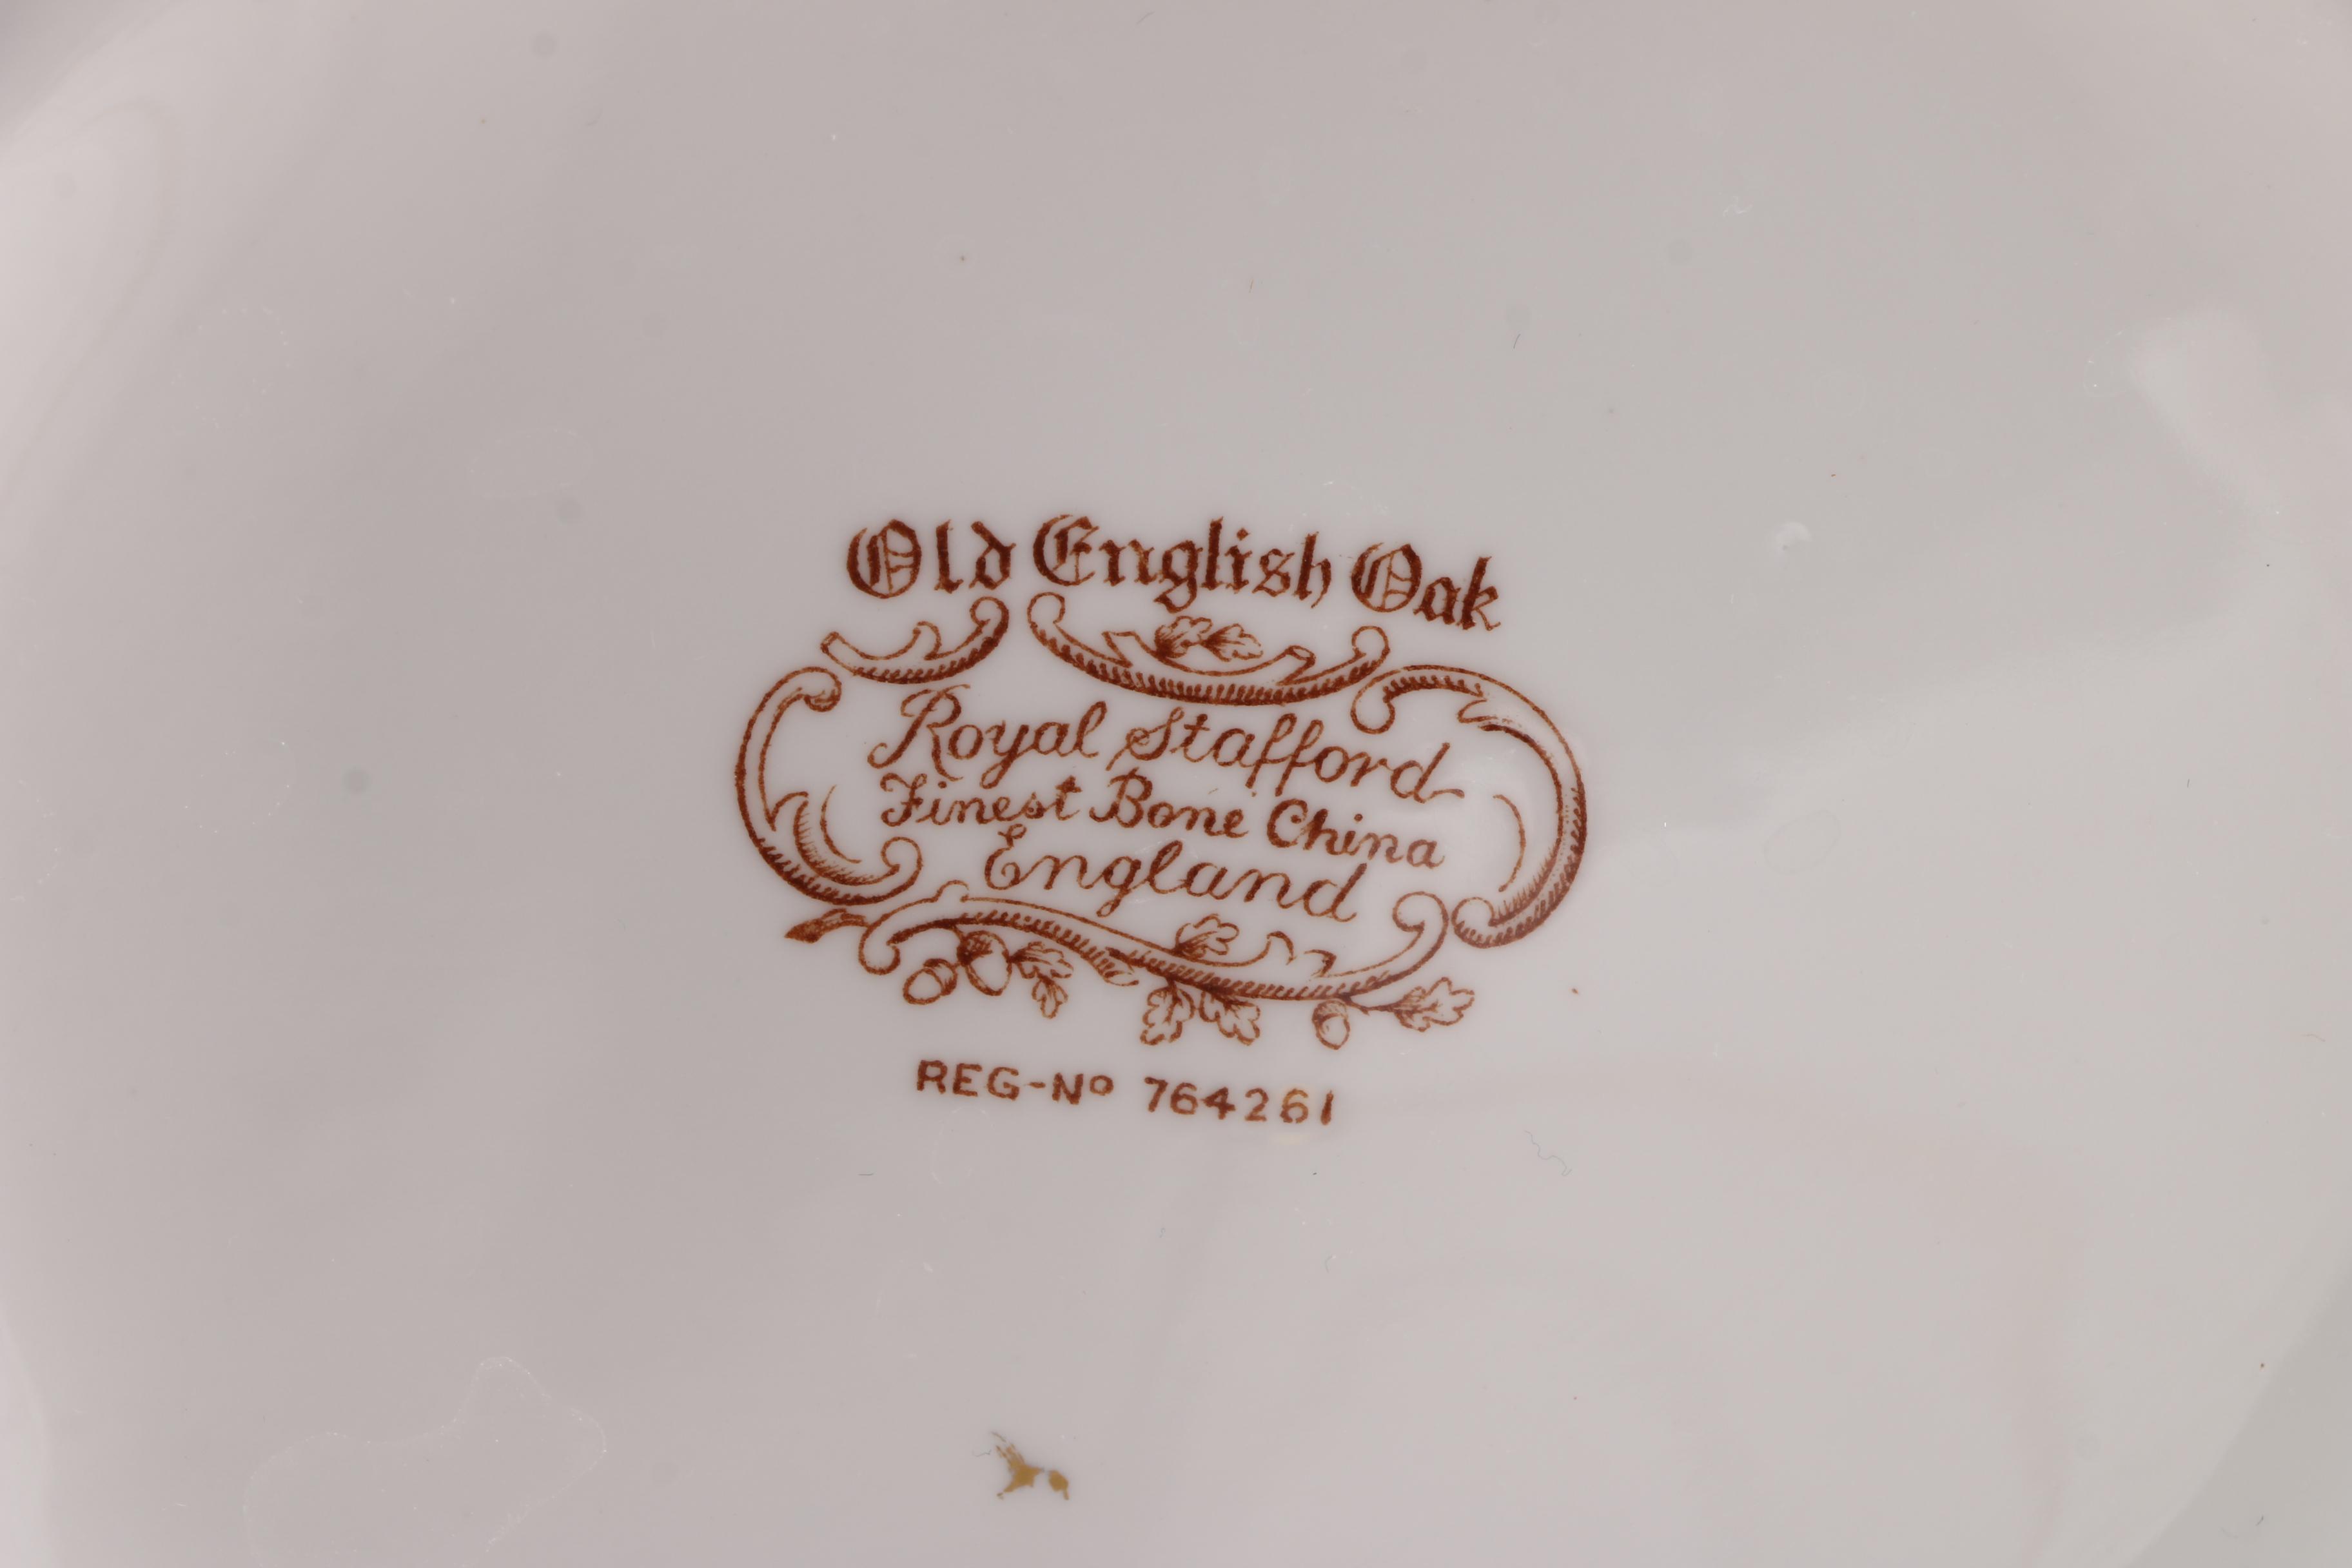 Old English Oak
Royal Stafford
Finest Bone China
England
REG-Nº 764261